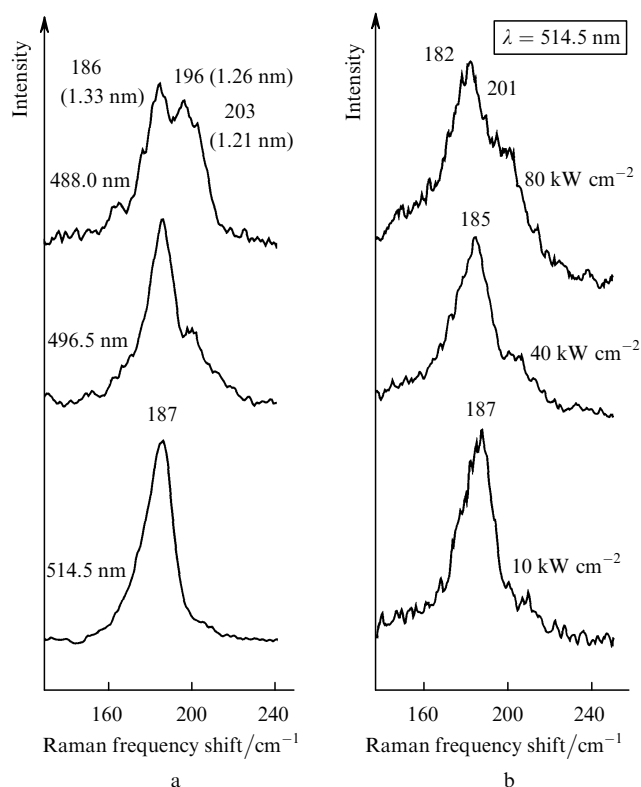 Intensity
186
(1.33 nm)
196 (1.26 nm)
203
(1.21 nm)
488.0 nm
496.5 nm
187
514.5 nm
160
200
240
Raman frequency shift/cm⁻¹
a
Intensity
λ = 514.5 nm
182
201
80 kW cm⁻²
185
40 kW cm⁻²
187
10 kW cm⁻²
160
200
240
Raman frequency shift/cm⁻¹
b